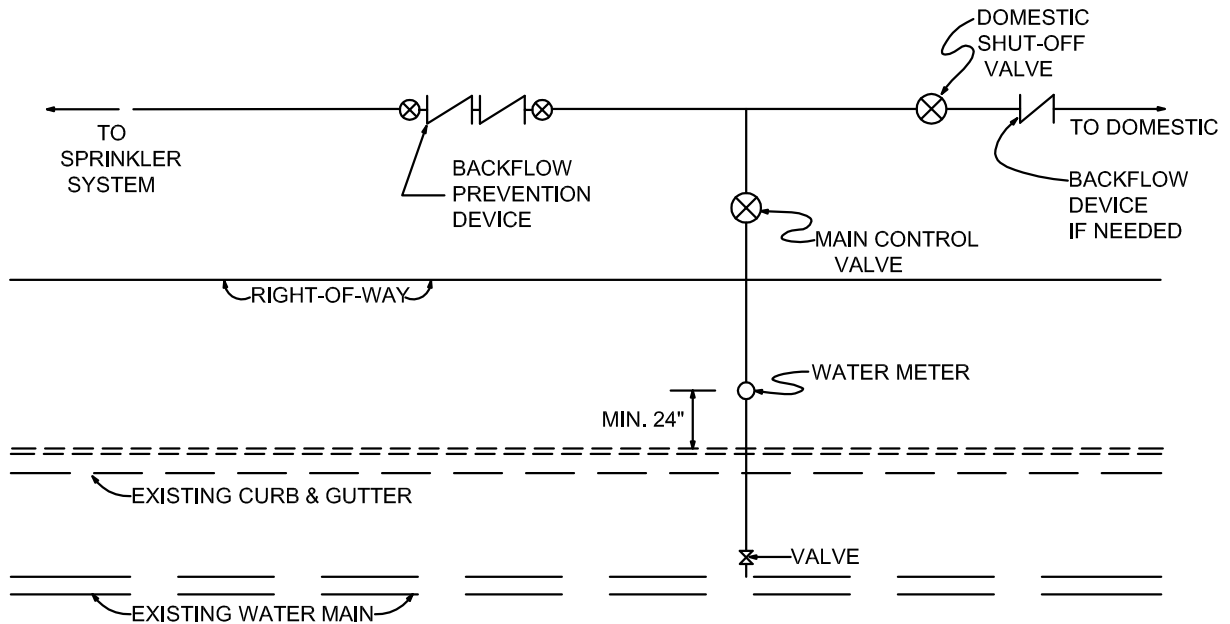 DOMESTIC
SHUT-OFF
VALVE
TO
SPRINKLER
SYSTEM
BACKFLOW
PREVENTION
DEVICE
TO DOMESTIC
BACKFLOW
DEVICE
IF NEEDED
MAIN CONTROL
VALVE
RIGHT-OF-WAY
WATER METER
MIN. 24"
EXISTING CURB & GUTTER
VALVE
EXISTING WATER MAIN